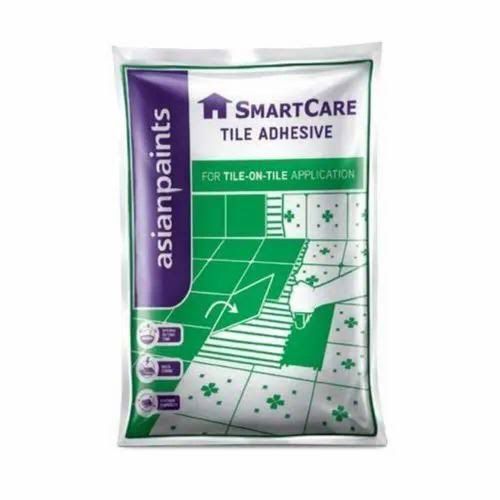 asianpaints
SMARTCARE
TILE ADHESIVE
FOR TILE-ON-TILE APPLICATION